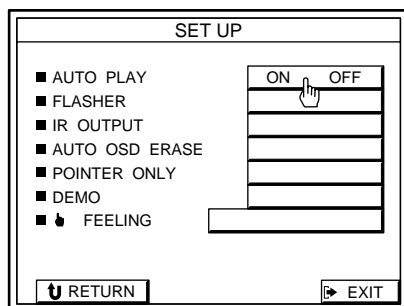 SET UP
AUTO PLAY ON OFF
FLASHER
IR OUTPUT
AUTO OSD ERASE
POINTER ONLY
DEMO
FEELING
RETURN EXIT